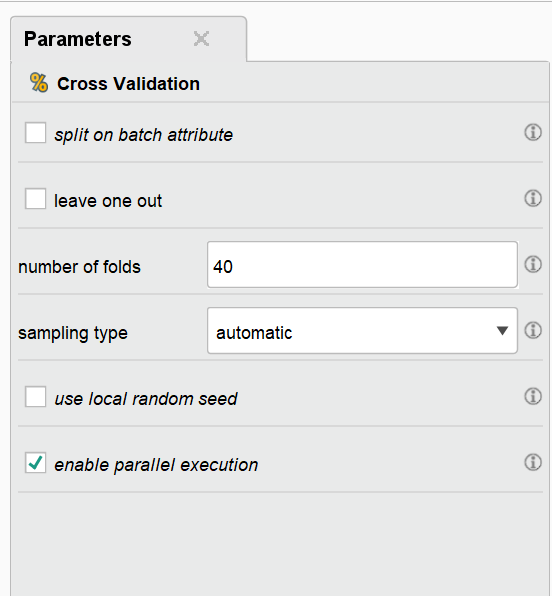 Parameters
Cross Validation
split on batch attribute
leave one out
number of folds 40
sampling type automatic
use local random seed
enable parallel execution